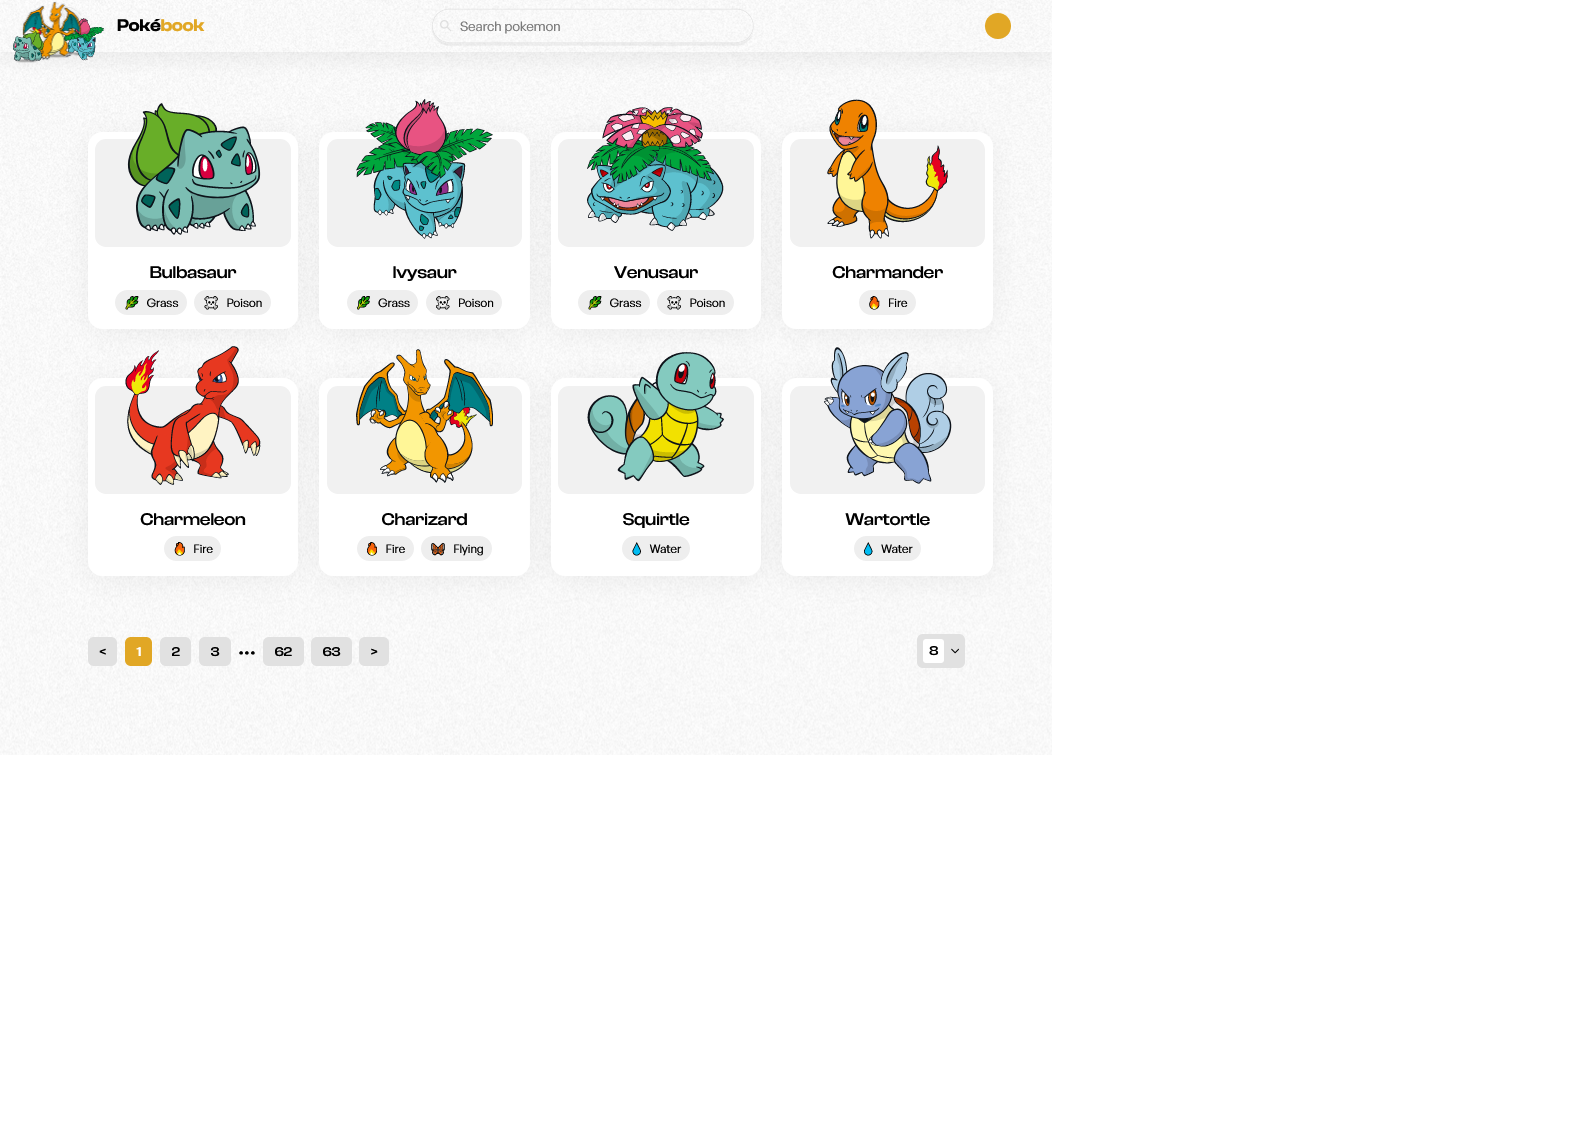 Pokébook
Search pokemon
Bulbasaur
Grass
Poison
Ivysaur
Grass
Poison
Venusaur
Grass
Poison
Charmander
Fire
Charmeleon
Fire
Charizard
Fire
Flying
Squirtle
Water
Wartortle
Water
< 1 2 3 ••• 62 63 >
8